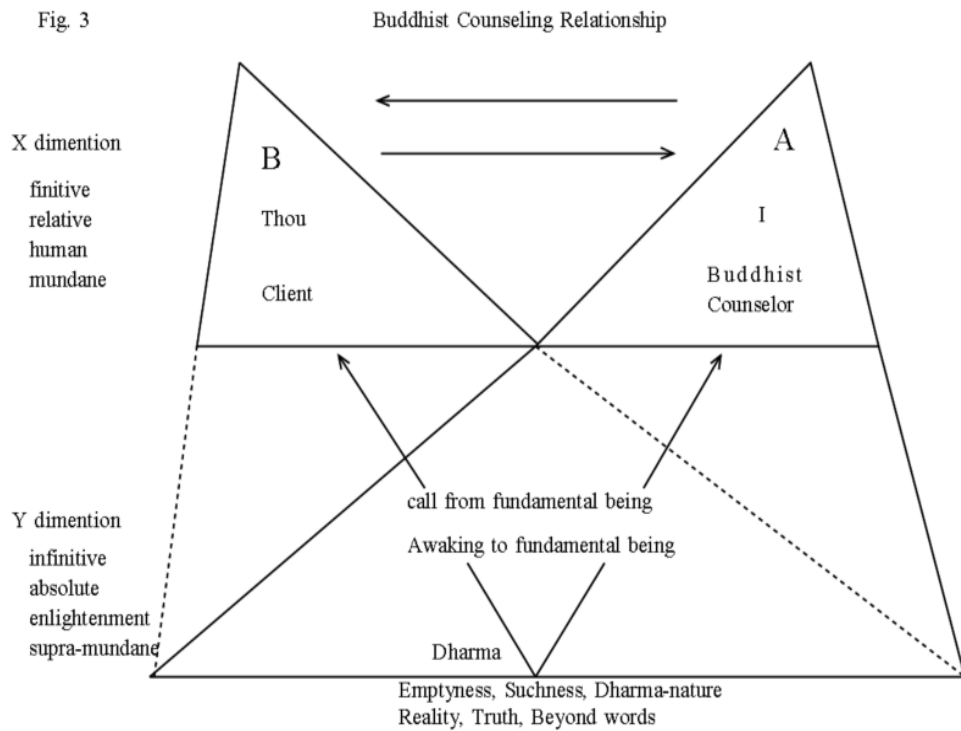 Fig. 3
Buddhist Counseling Relationship
X dimention
finitive
relative
human
mundane
B
Thou
Client
A
I
Buddhist
Counselor
Y dimention
infinitive
absolute
enlightenment
supra-mundane
call from fundamental being
Awaking to fundamental being
Dharma
Emptyness, Suchness, Dharma-nature
Reality, Truth, Beyond words